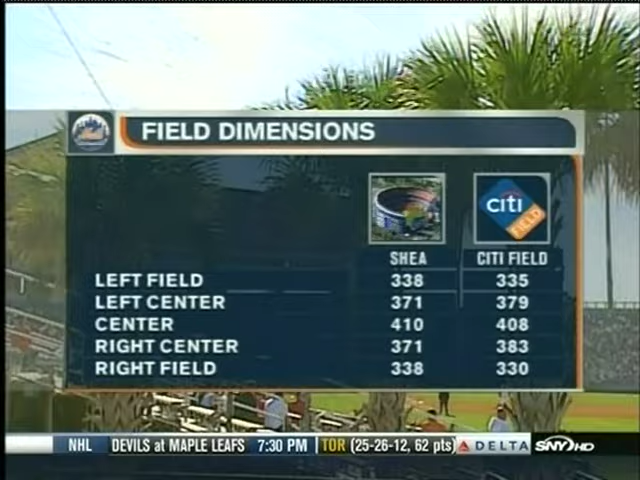 FIELD DIMENSIONS
citi
FIELD
SHEA CITI FIELD
LEFT FIELD 338 335
LEFT CENTER 371 379
CENTER 410 408
RIGHT CENTER 371 383
RIGHT FIELD 338 330
NHL DEVILS at MAPLE LEAFS 7:30 PM TOR (25-26-12, 62 pts) DELTA SNY HD